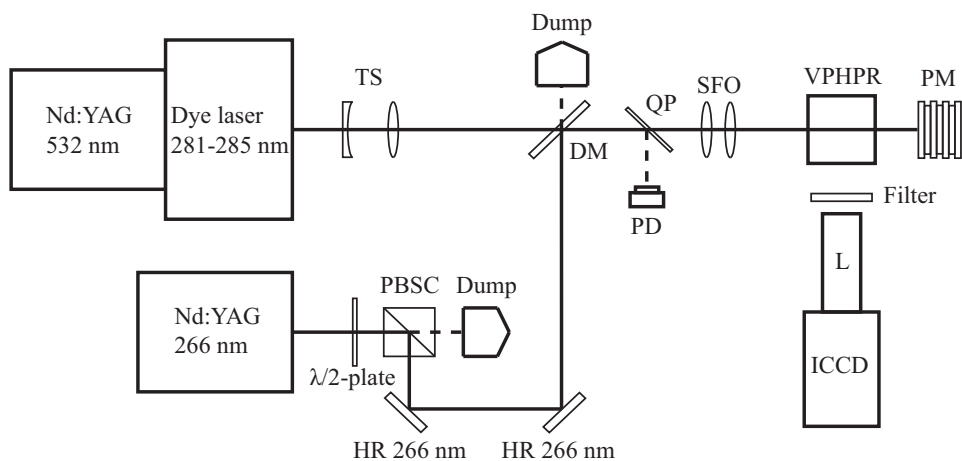 Dump
TS
QP
SFO
VPHPR
PM
Nd:YAG
532 nm
Dye laser
281-285 nm
DM
PD
Filter
L
ICCD
PBSC
Dump
Nd:YAG
266 nm
λ/2-plate
HR 266 nm
HR 266 nm